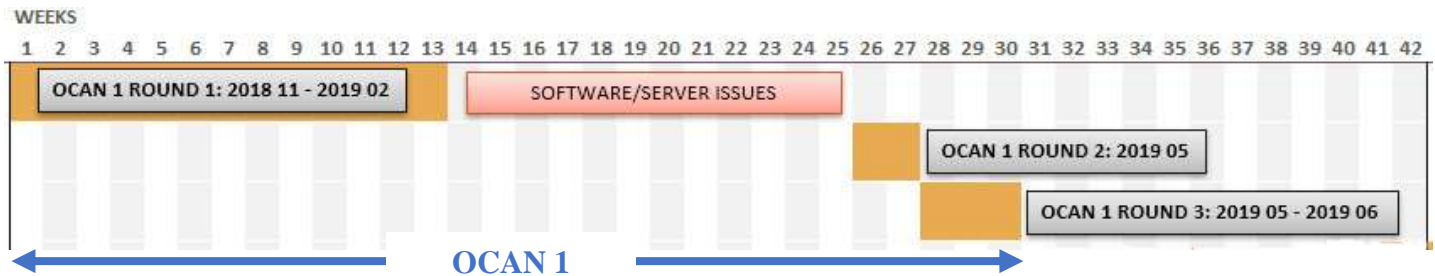 WEEKS
1 2 3 4 5 6 7 8 9 10 11 12 13 14 15 16 17 18 19 20 21 22 23 24 25 26 27 28 29 30 31 32 33 34 35 36 37 38 39 40 41 42
OCAN 1 ROUND 1: 2018 11 - 2019 02
SOFTWARE/SERVER ISSUES
OCAN 1 ROUND 2: 2019 05
OCAN 1 ROUND 3: 2019 05 - 2019 06
OCAN 1